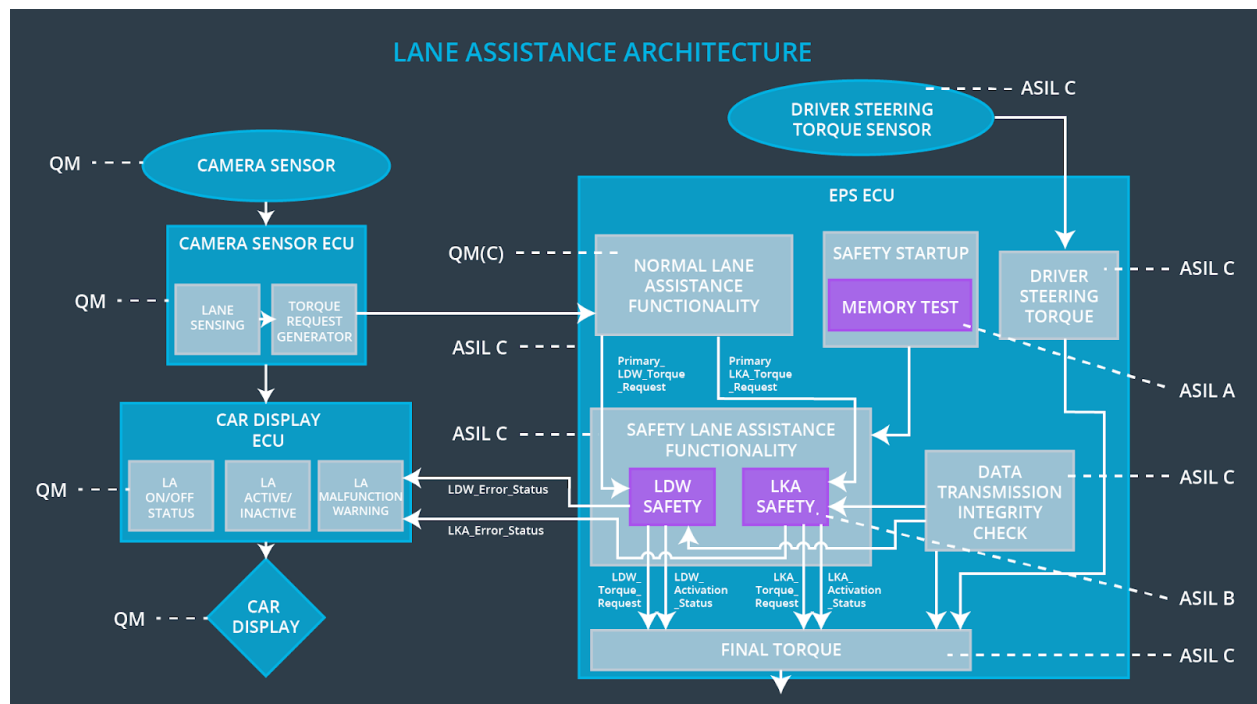 LANE ASSISTANCE ARCHITECTURE
ASIL C
DRIVER STEERING
TORQUE SENSOR
QM
CAMERA SENSOR
EPS ECU
CAMERA SENSOR ECU
QM
LANE
SENSING
TORQUE
REQUEST
GENERATOR
QM(C)
NORMAL LANE
ASSISTANCE
FUNCTIONALITY
SAFETY STARTUP
MEMORY TEST
DRIVER
STEERING
TORQUE
ASIL C
ASIL C
Primary_
LDW_Torque
_Request
Primary
LKA_Torque
_Request
ASIL A
CAR DISPLAY
ECU
QM
LA
ON/OFF
STATUS
LA
ACTIVE/
INACTIVE
LA
MALFUNCTION
WARNING
ASIL C
SAFETY LANE ASSISTANCE
FUNCTIONALITY
LDW
SAFETY
LKA
SAFETY
DATA
TRANSMISSION
INTEGRITY
CHECK
ASIL C
LDW_Error_Status
LKA_Error_Status
LDW_
Torque_
Request
LDW_
Activation
_Status
LKA_
Torque_
Request
LKA_
Activation
_Status
ASIL B
QM
CAR
DISPLAY
FINAL TORQUE
ASIL C